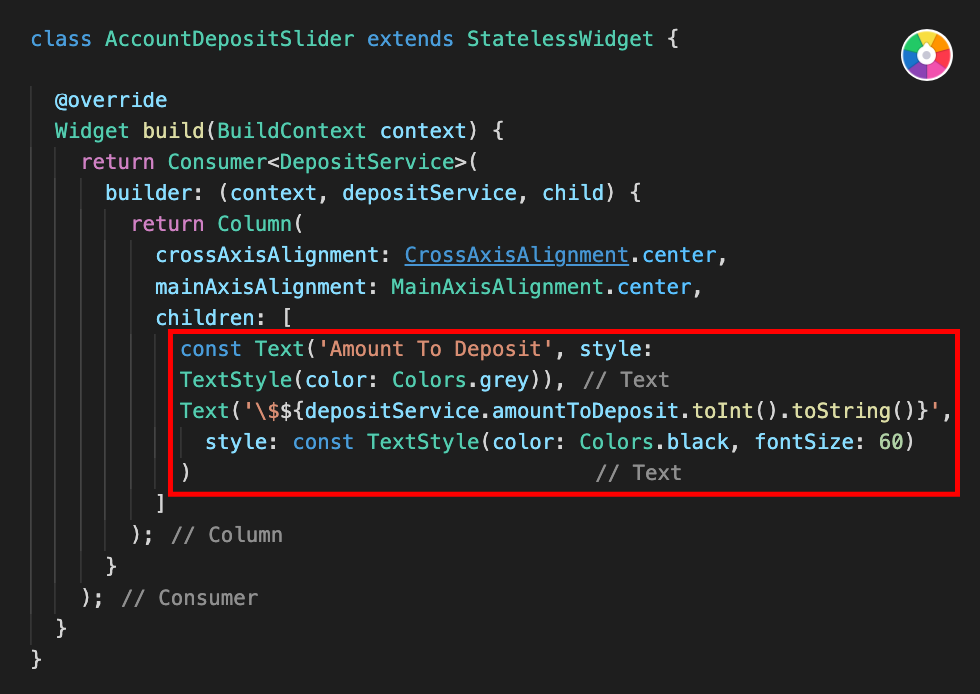 class AccountDepositSlider extends StatelessWidget {
@override
Widget build(BuildContext context) {
return Consumer<DepositService>(
builder: (context, depositService, child) {
return Column(
crossAxisAlignment: CrossAxisAlignment.center,
mainAxisAlignment: MainAxisAlignment.center,
children: [
const Text('Amount To Deposit', style:
TextStyle(color: Colors.grey)), // Text
Text('\$${depositService.amountToDeposit.toInt().toString()}',
style: const TextStyle(color: Colors.black, fontSize: 60)
) // Text
]
); // Column
}
); // Consumer
}
}